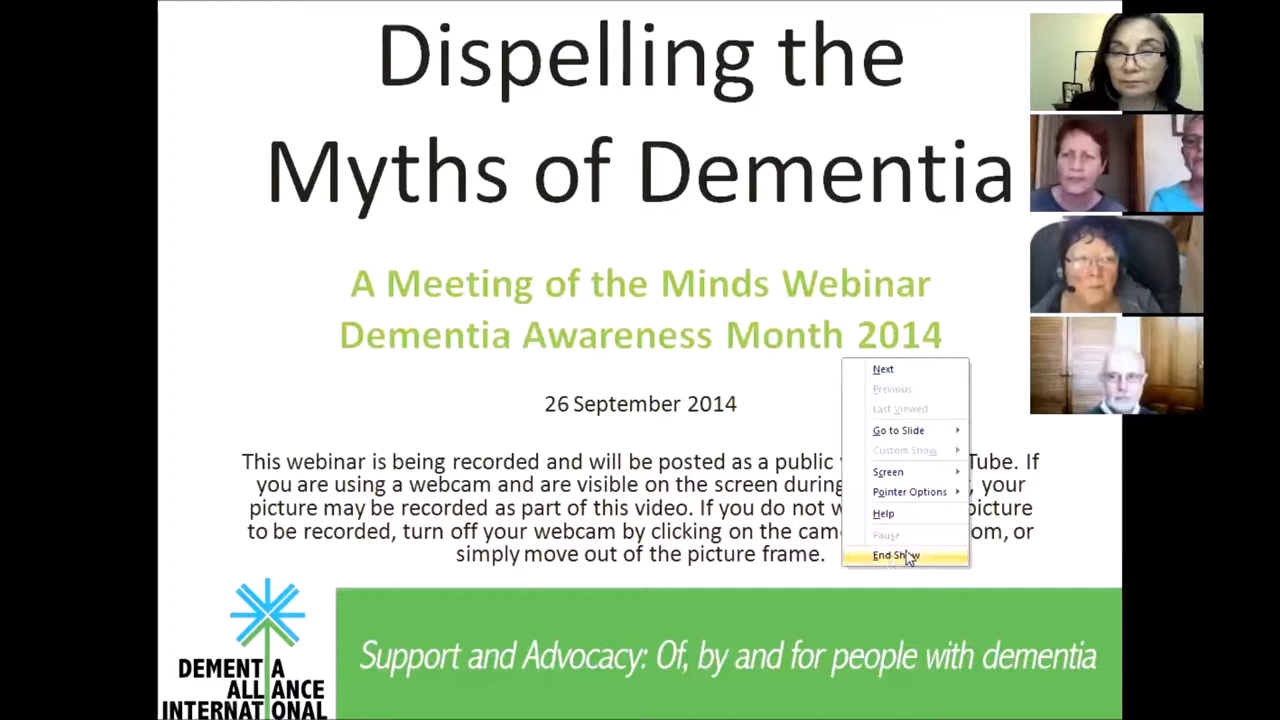 Dispelling the
Myths of Dementia
A Meeting of the Minds Webinar
Dementia Awareness Month 2014
26 September 2014
This webinar is being recorded and will be posted as a public Tube. If
you are using a webcam and are visible on the screen during , your
picture may be recorded as part of this video. If you do not picture
to be recorded, turn off your webcam by clicking on the om, or
simply move out of the picture frame.
Next
Previous
Last Viewed
Go to Slide
Custom Show
Screen
Pointer Options
Help
Pause
End Show
DEMENTIA
ALLIANCE
INTERNATIONAL
Support and Advocacy: Of, by and for people with dementia